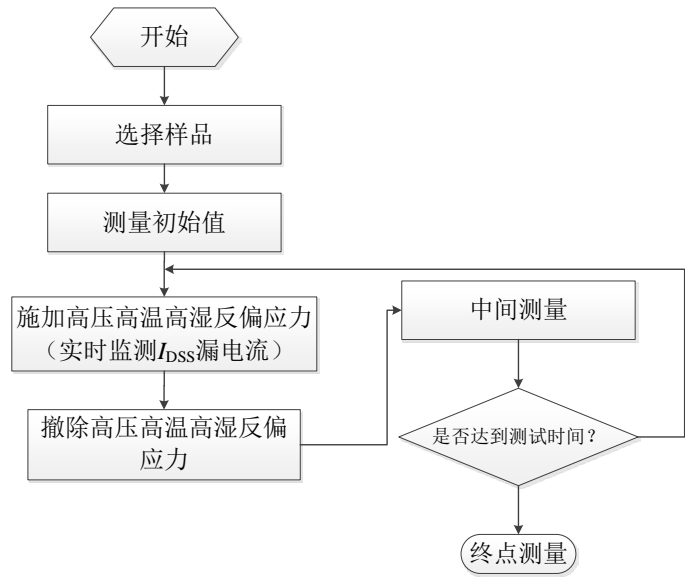 开始
选择样品
测量初始值
施加高压高温高湿反偏应力
（实时监测IDSS漏电流）
撤除高压高温高湿反偏
应力
中间测量
是否达到测试时间？
终点测量